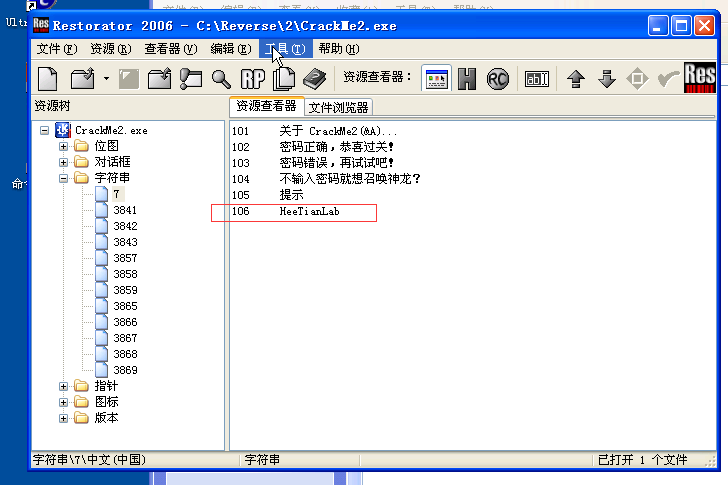 Restorator 2006 - C:\Reverse\2\CrackMe2.exe
文件(F) 资源(R) 查看器(V) 编辑(E) 工具(T) 帮助(H)
RP 资源查看器: H RC ab Res
资源树
资源查看器 文件浏览器
CrackMe2.exe
位图
对话框
字符串
7
3841
3842
3843
3857
3858
3859
3865
3866
3867
3868
3869
指针
图标
版本
101 关于 CrackMe2(&A)...
102 密码正确，恭喜过关!
103 密码错误，再试试吧!
104 不输入密码就想召唤神龙?
105 提示
106 HeeTianLab
字符串\7\中文(中国) 字符串 已打开 1 个文件